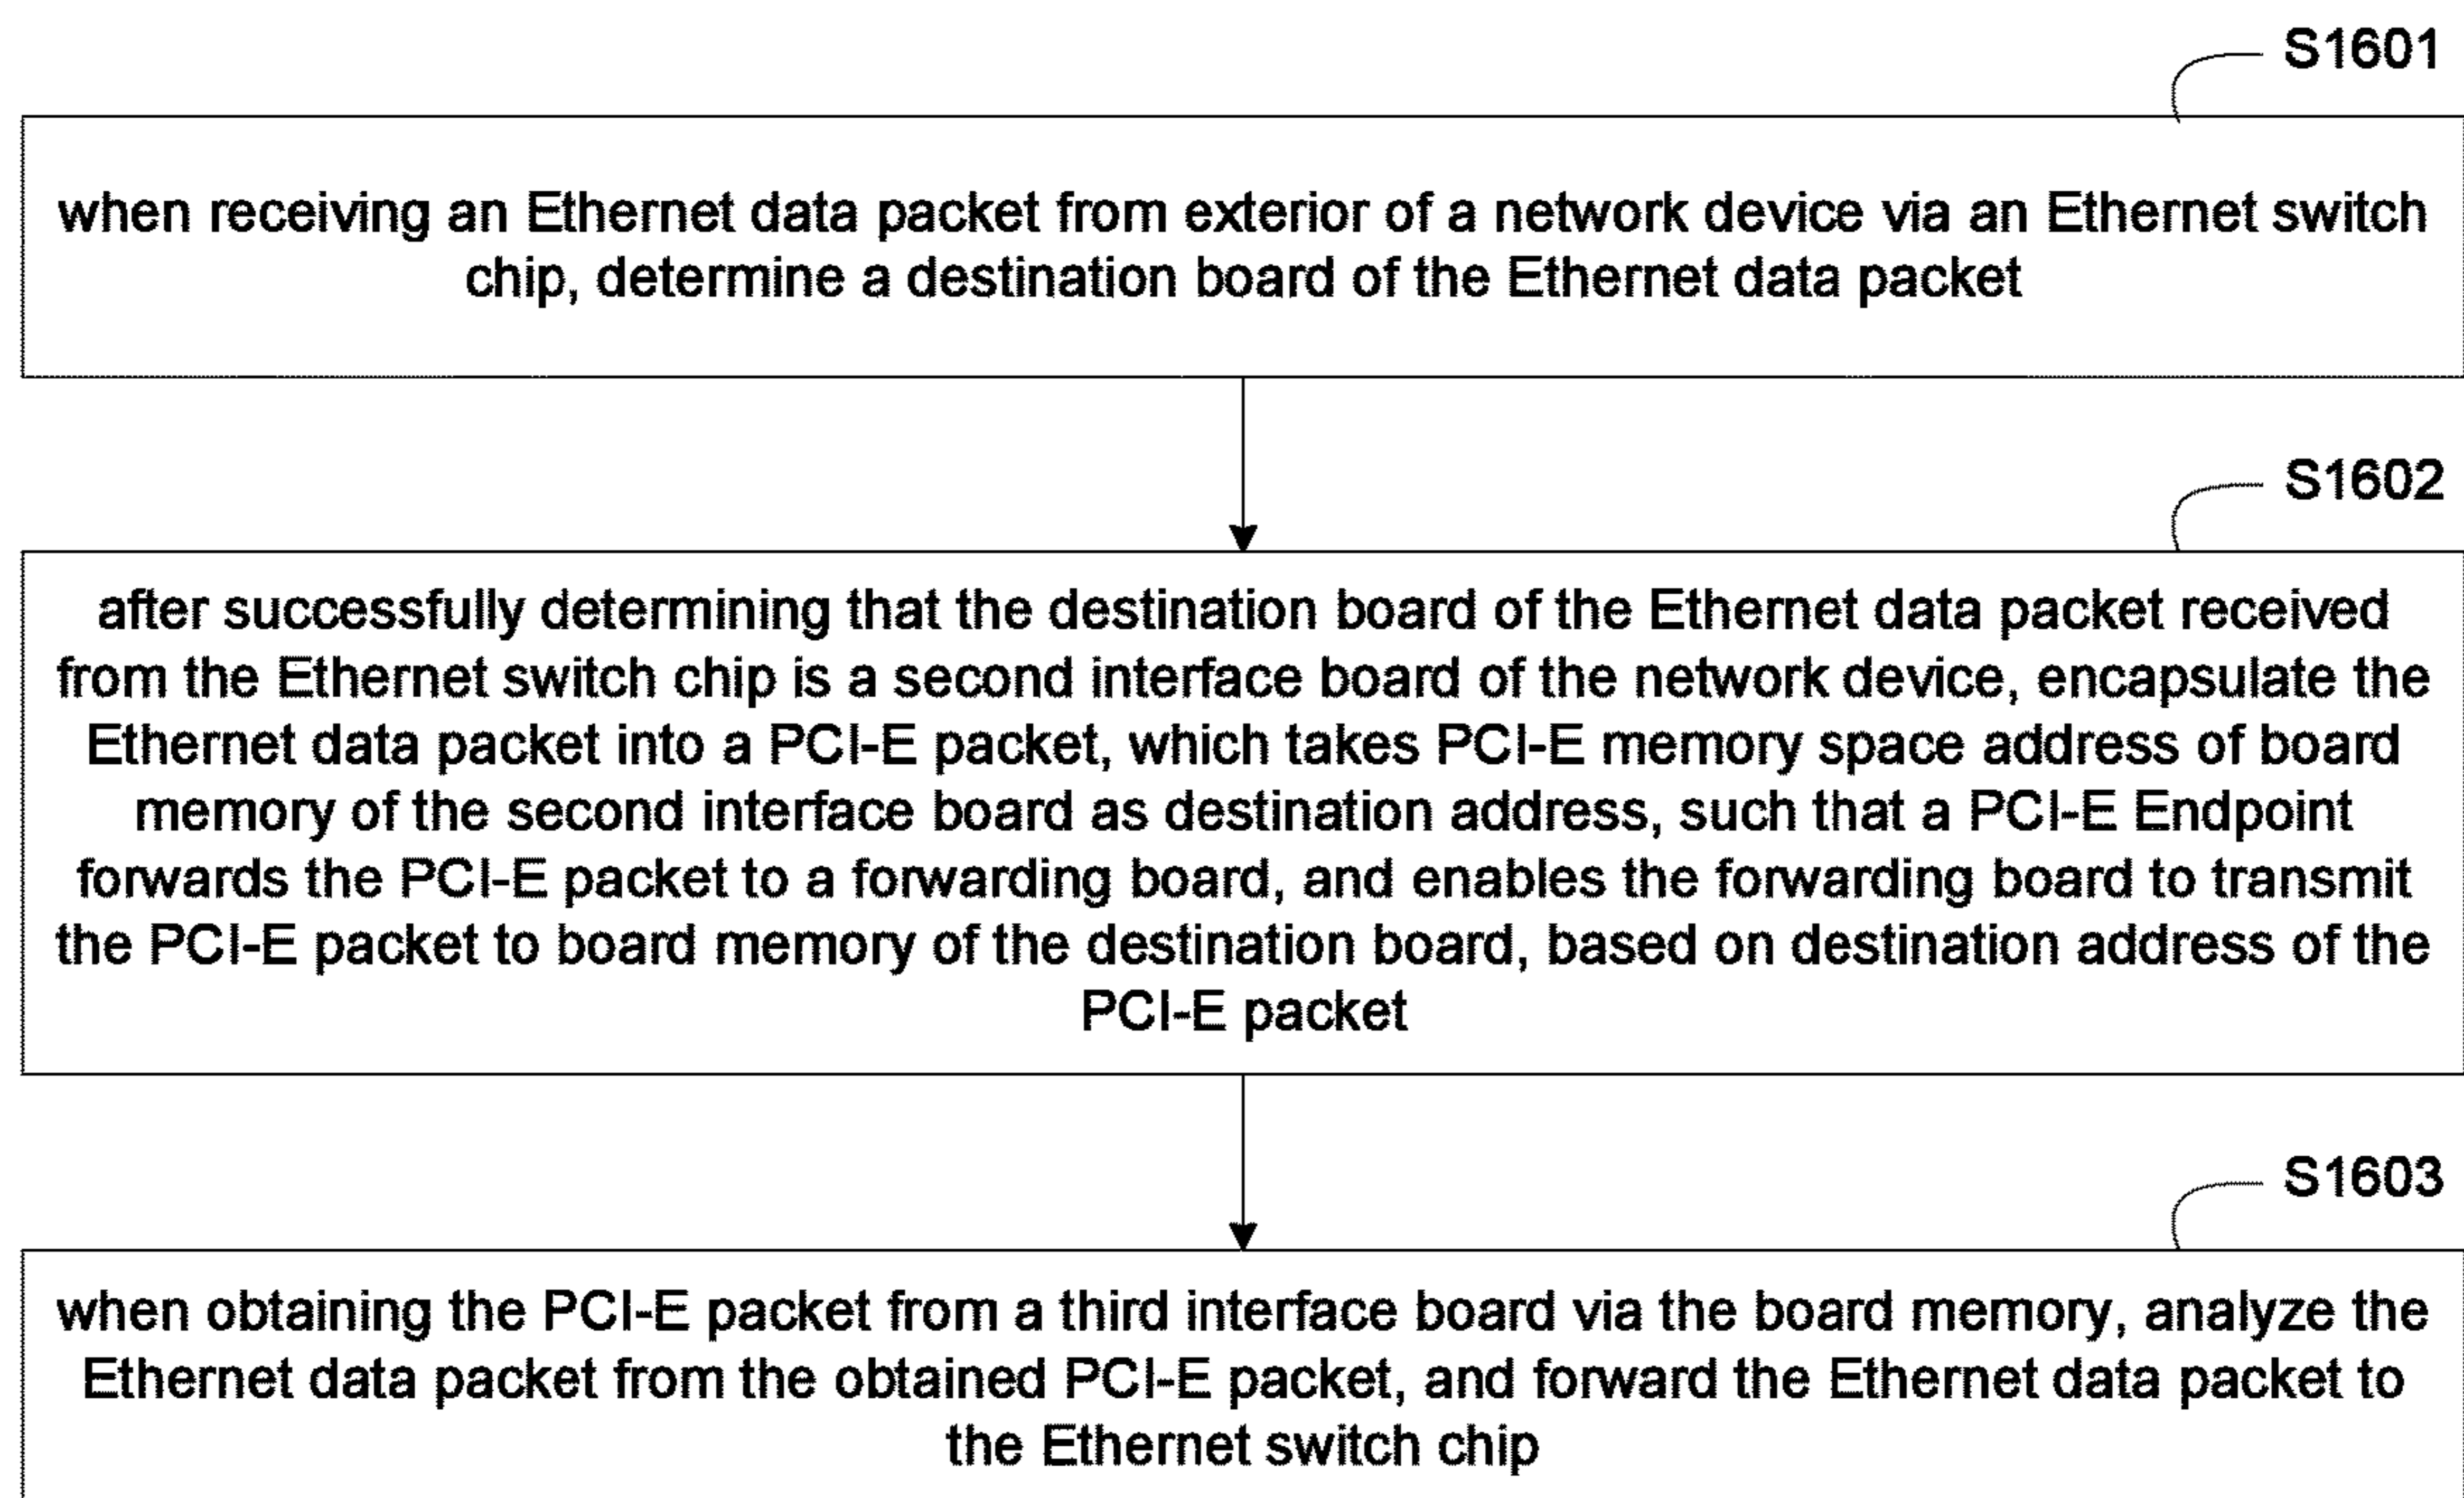 S1601
when receiving an Ethernet data packet from exterior of a network device via an Ethernet switch
chip, determine a destination board of the Ethernet data packet
S1602
after successfully determining that the destination board of the Ethernet data packet received
from the Ethernet switch chip is a second interface board of the network device, encapsulate the
Ethernet data packet into a PCI-E packet, which takes PCI-E memory space address of board
memory of the second interface board as destination address, such that a PCI-E Endpoint
forwards the PCI-E packet to a forwarding board, and enables the forwarding board to transmit
the PCI-E packet to board memory of the destination board, based on destination address of the
PCI-E packet
S1603
when obtaining the PCI-E packet from a third interface board via the board memory, analyze the
Ethernet data packet from the obtained PCI-E packet, and forward the Ethernet data packet to
the Ethernet switch chip